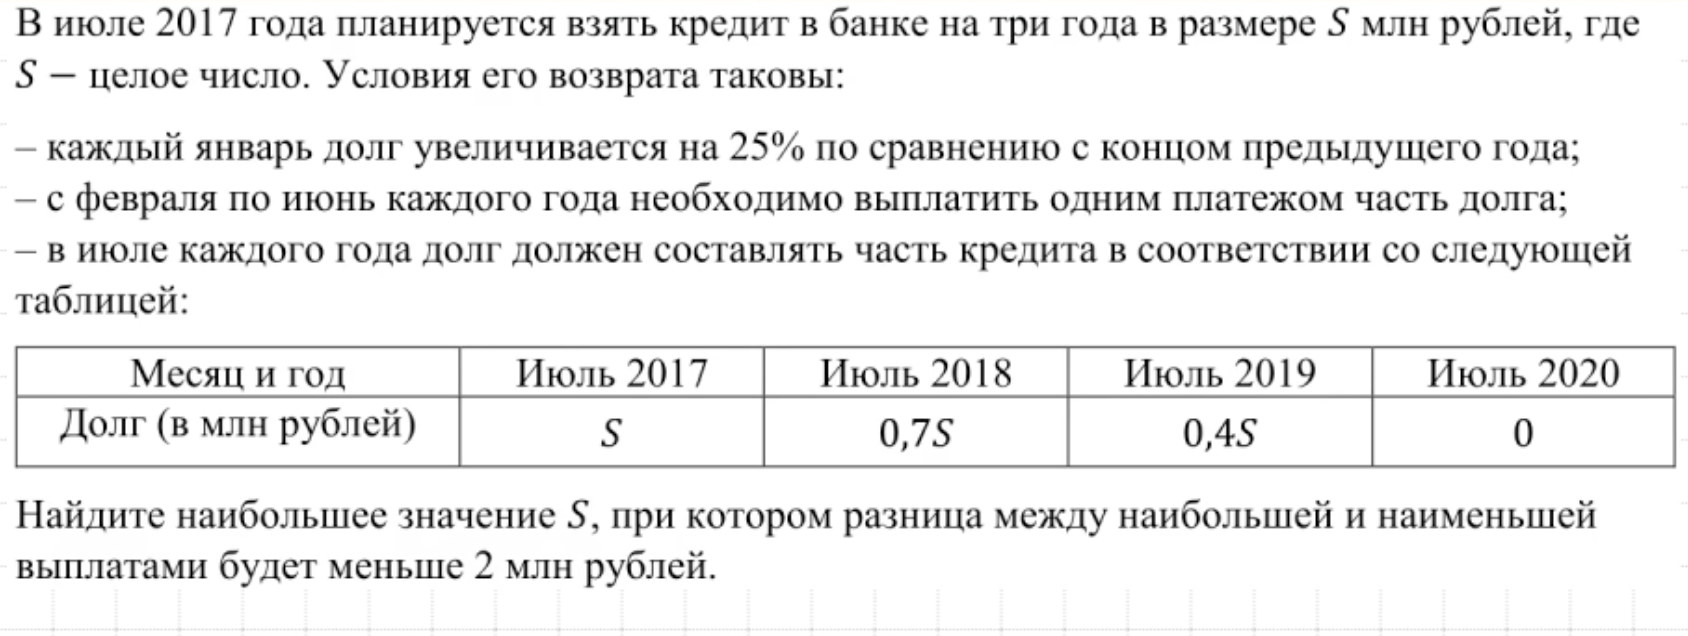 В июле 2017 года планируется взять кредит в банке на три года в размере S млн рублей, где
S – целое число. Условия его возврата таковы:
– каждый январь долг увеличивается на 25% по сравнению с концом предыдущего года;
– с февраля по июнь каждого года необходимо выплатить одним платежом часть долга;
– в июле каждого года долг должен составлять часть кредита в соответствии со следующей
таблицей:
Месяц и год Июль 2017 Июль 2018 Июль 2019 Июль 2020
Долг (в млн рублей) S 0,7S 0,4S 0
Найдите наибольшее значение S, при котором разница между наибольшей и наименьшей
выплатами будет меньше 2 млн рублей.